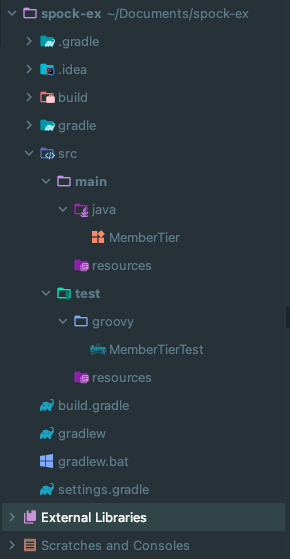 spock-ex ~/Documents/spock-ex
.gradle
.idea
build
gradle
src
main
java
MemberTier
resources
test
groovy
MemberTierTest
resources
build.gradle
gradlew
gradlew.bat
settings.gradle
External Libraries
Scratches and Consoles